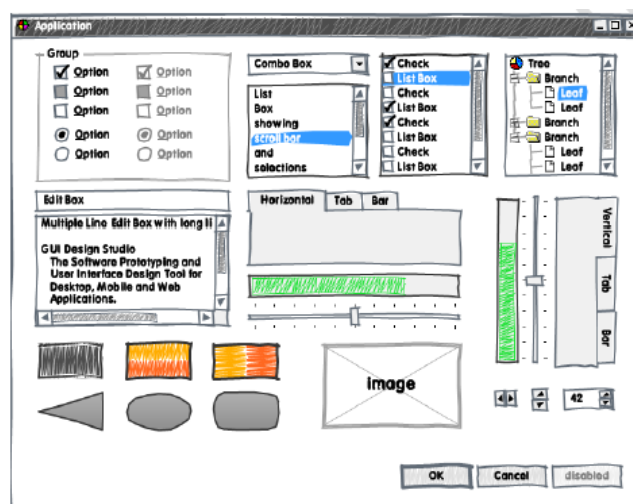 Application
Group
Option Option
Option Option
Option Option
Option Option
Option Option
Combo Box
List
Box
showing
scroll bar
and
selections
Check
List Box
Check
List Box
Check
List Box
Check
List Box
Tree
Branch
Leaf
Leaf
Branch
Branch
Leaf
Leaf
Edit Box
Multiple Line Edit Box with long li
GUI Design Studio
The Software Prototyping and
User Interface Design Tool for
Desktop, Mobile and Web
Applications.
Horizontal Tab Bar
Vertical
Tab
Bar
Image
42
OK Cancel disabled